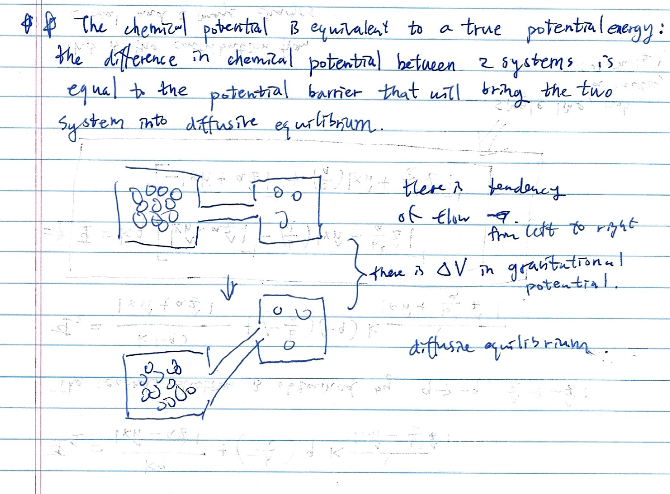 The chemical potential is equivalent to a true potential energy:
the difference in chemical potential between 2 systems is
equal to the potential barrier that will bring the two
system into diffusive equilibrium.
there is tendency
of flow
from left to right
there is ΔV in gravitational
potential.
diffusive equilibrium.